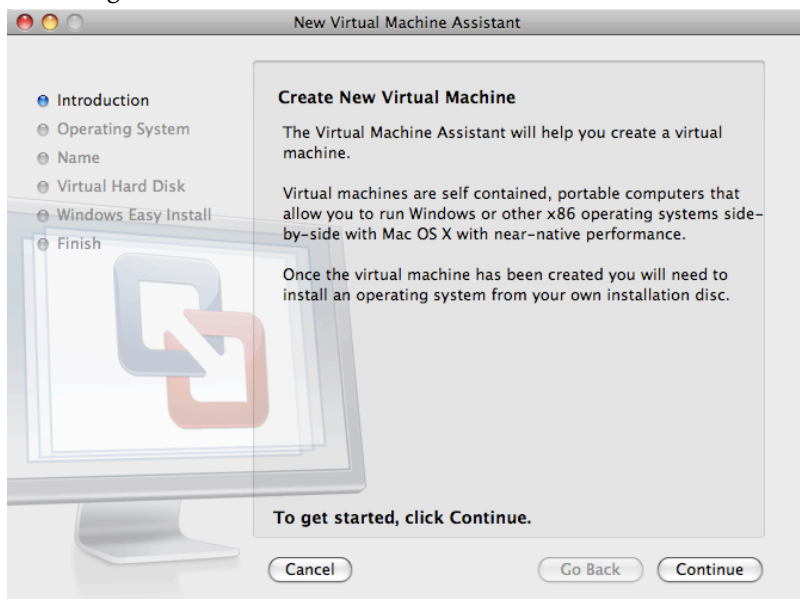 New Virtual Machine Assistant
Introduction
Operating System
Name
Virtual Hard Disk
Windows Easy Install
Finish
Create New Virtual Machine
The Virtual Machine Assistant will help you create a virtual
machine.
Virtual machines are self contained, portable computers that
allow you to run Windows or other x86 operating systems side-
by-side with Mac OS X with near-native performance.
Once the virtual machine has been created you will need to
install an operating system from your own installation disc.
To get started, click Continue.
Cancel
Go Back
Continue